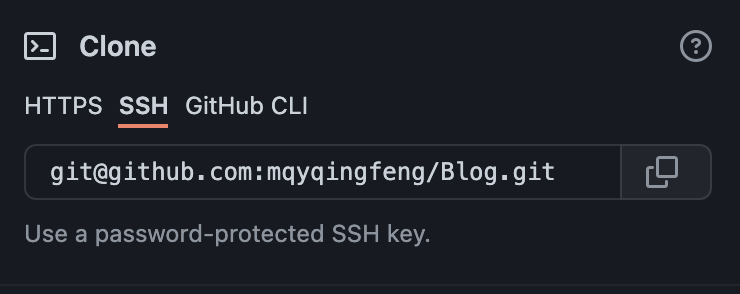 Clone
HTTPS SSH GitHub CLI
git@github.com:mqyqingfeng/Blog.git
Use a password-protected SSH key.